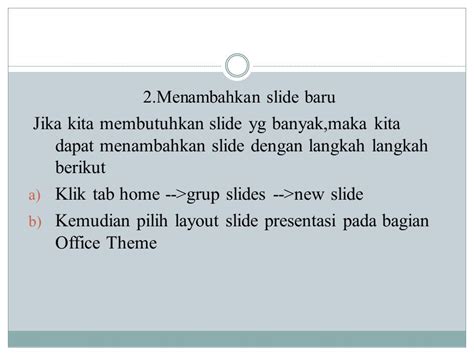 2.Menambahkan slide baru
Jika kita membutuhkan slide yg banyak,maka kita
dapat menambahkan slide dengan langkah langkah
berikut
a) Klik tab home -->grup slides -->new slide
b) Kemudian pilih layout slide presentasi pada bagian
Office Theme